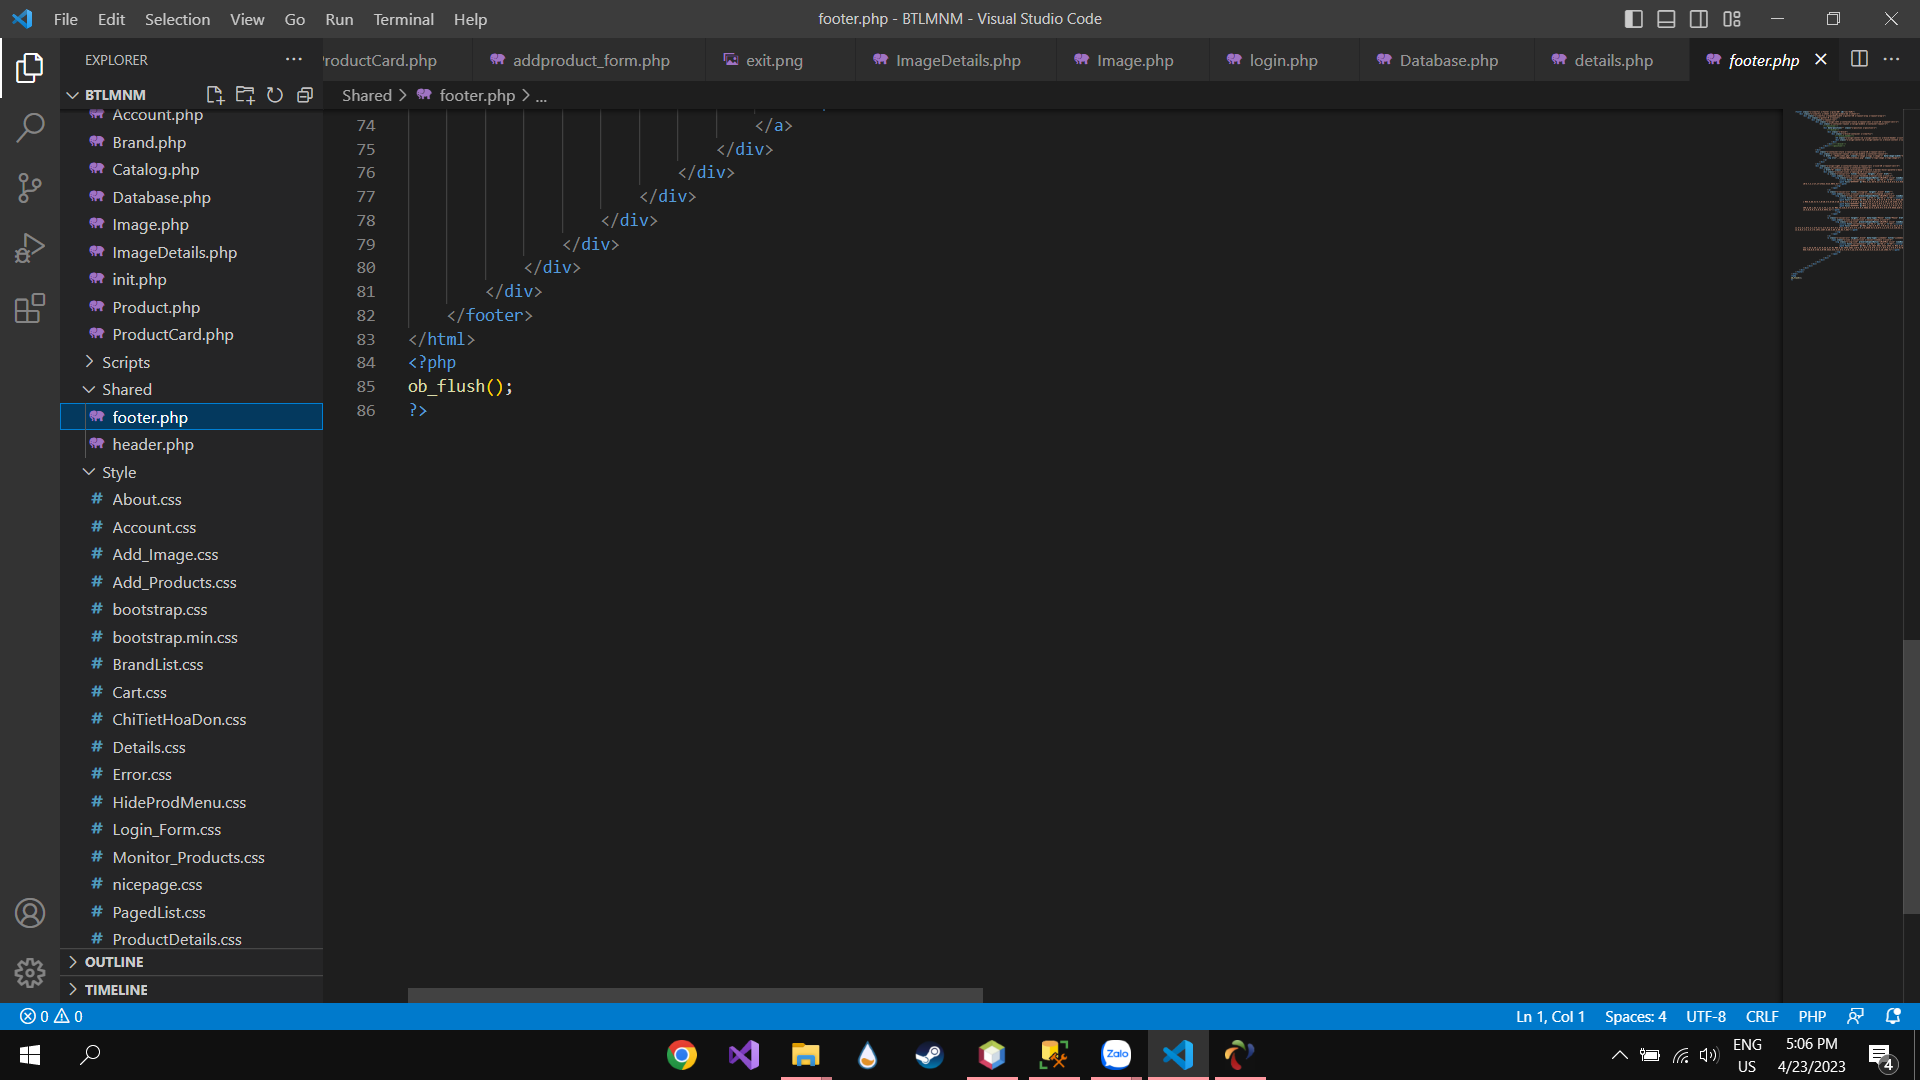 File Edit Selection View Go Run Terminal Help
footer.php - BTLMNM - Visual Studio Code
EXPLORER
roductCard.php
addproduct_form.php
exit.png
ImageDetails.php
Image.php
login.php
Database.php
details.php
footer.php
BTLMNM
Shared > footer.php > ...
Account.php
Brand.php
Catalog.php
Database.php
Image.php
ImageDetails.php
init.php
Product.php
ProductCard.php
Scripts
Shared
footer.php
header.php
Style
About.css
Account.css
Add_Image.css
Add_Products.css
bootstrap.css
bootstrap.min.css
BrandList.css
Cart.css
ChiTietHoaDon.css
Details.css
Error.css
HideProdMenu.css
Login_Form.css
Monitor_Products.css
nicepage.css
PagedList.css
ProductDetails.css
OUTLINE
TIMELINE
74 </a>
75 </div>
76 </div>
77 </div>
78 </div>
79 </div>
80 </div>
81 </div>
82 </footer>
83 </html>
84 <?php
85 ob_flush();
86 ?>
0 0
Ln 1, Col 1
Spaces: 4
UTF-8
CRLF
PHP
Zalo
ENG
US
5:06 PM
4/23/2023
4